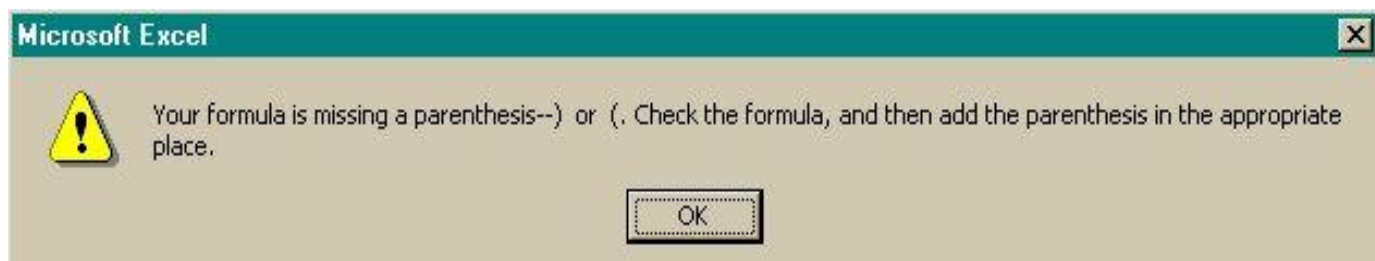 Microsoft Excel
Your formula is missing a parenthesis--) or (. Check the formula, and then add the parenthesis in the appropriate
place.
OK